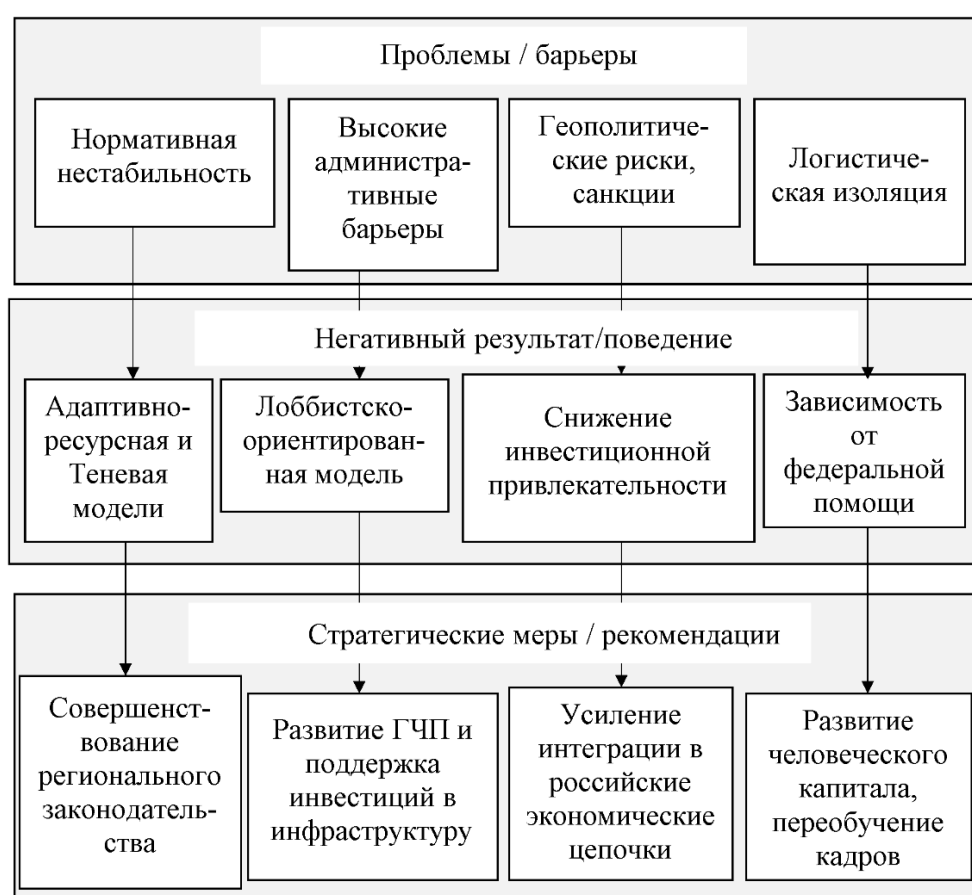 Проблемы / барьеры
Нормативная
нестабильность
Высокие
администра-
тивные
барьеры
Геополитиче-
ские риски,
санкции
Логистиче-
ская изоляция
Негативный результат/поведение
Адаптивно-
ресурсная и
Теневая
модели
Лоббистско-
ориентирован-
ная модель
Снижение
инвестиционной
привлекательности
Зависимость
от
федеральной
помощи
Стратегические меры / рекомендации
Совершенст-
вование
регионального
законодатель-
ства
Развитие ГЧП и
поддержка
инвестиций в
инфраструктуру
Усиление
интеграции в
российские
экономические
цепочки
Развитие
человеческого
капитала,
переобучение
кадров